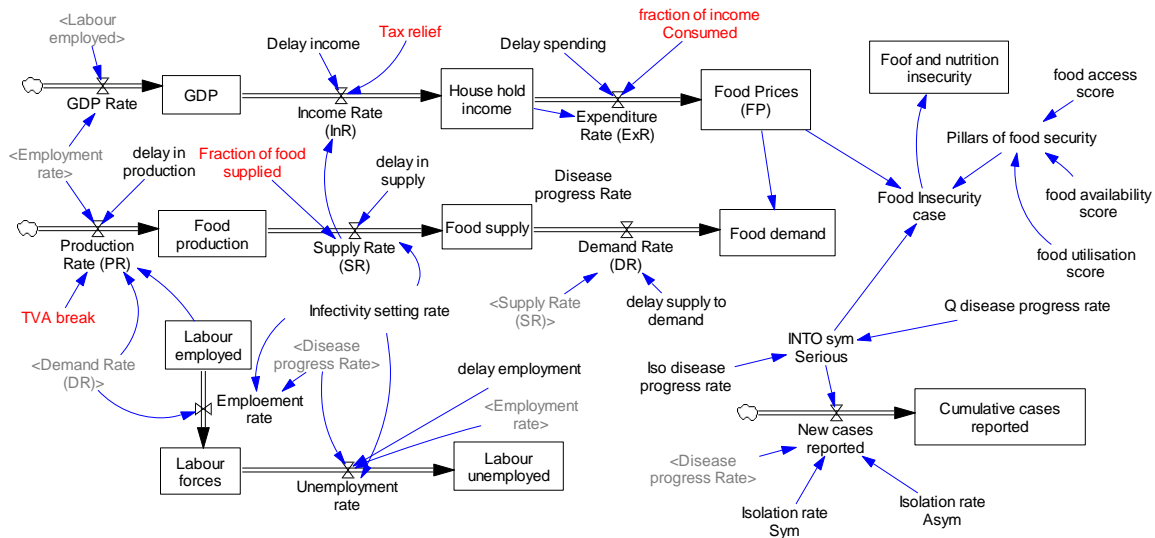 <Labour
employed>
GDP Rate
GDP
Delay income
Tax relief
Income Rate
(InR)
House hold
income
Delay spending
fraction of income
Consumed
Expenditure
Rate (ExR)
Food Prices
(FP)
Foof and nutrition
insecurity
food access
score
Pillars of food security
food availability
score
food utilisation
score
Food Insecurity
case
<Employment
rate>
delay in
production
Fraction of food
supplied
delay in
supply
Disease
progress Rate
Production
Rate (PR)
Food
production
Supply Rate
(SR)
Food supply
Demand Rate
(DR)
Food demand
<Supply Rate
(SR)>
delay supply to
demand
TVA break
Labour
employed
Infectivity setting rate
<Demand Rate
(DR)>
<Disease
progress Rate>
Emploement
rate
delay employment
<Employment
rate>
Labour
forces
Unemployment
rate
Labour
unemployed
Q disease progress rate
INTO sym
Serious
Iso disease
progress rate
New cases
reported
Cumulative cases
reported
<Disease
progress Rate>
Isolation rate
Sym
Isolation rate
Asym